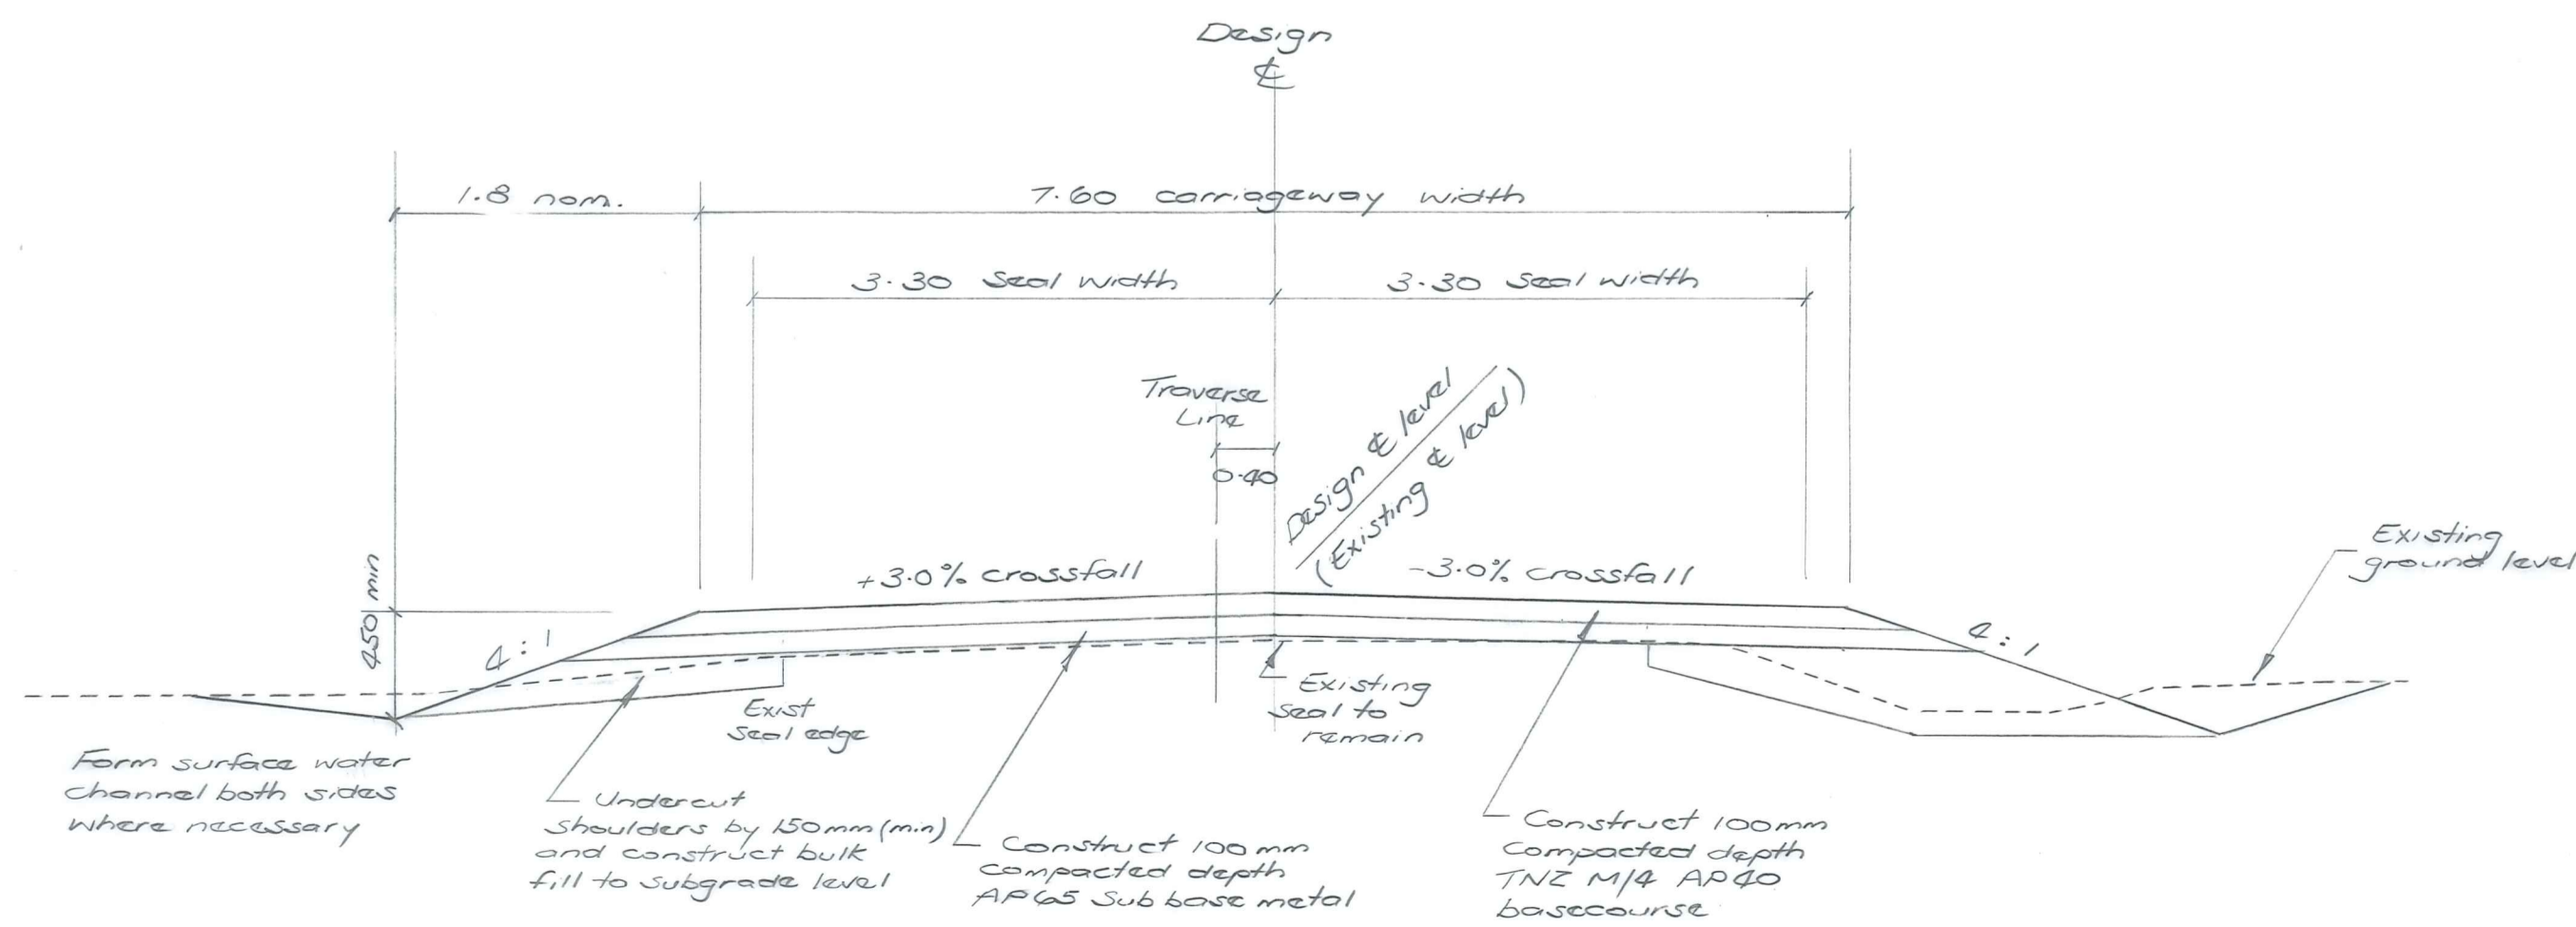 Design
℄
1.8 nom.
7.60 carriageway width
3.30 Seal width
3.30 Seal width
Traverse
Line
0.40
Design ℄ level
(Existing ℄ level)
+3.0% crossfall
-3.0% crossfall
Existing
ground level
450 min
4:1
4:1
Exist
Seal edge
Existing
Seal to
remain
Form surface water
channel both sides
where necessary
Undercut
shoulders by 150mm (min)
and construct bulk
fill to subgrade level
Construct 100mm
compacted depth
AP65 Sub base metal
Construct 100mm
Compacted depth
TNZ M/4 AP40
basecourse